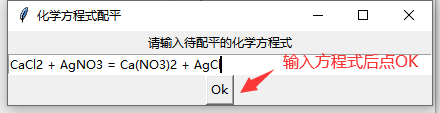 化学方程式配平
请输入待配平的化学方程式
CaCl2 + AgNO3 = Ca(NO3)2 + AgCl
输入方程式后点OK
Ok